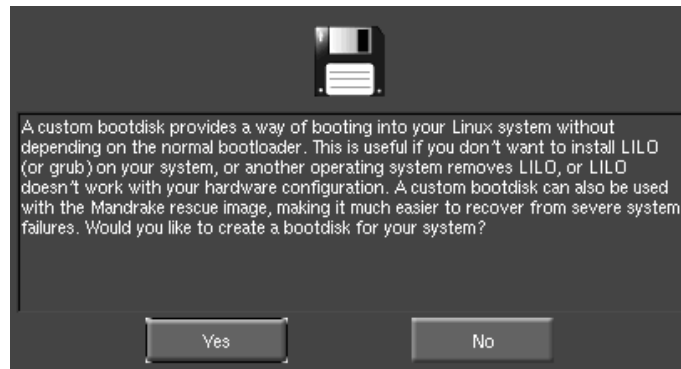 A custom bootdisk provides a way of booting into your Linux system without
depending on the normal bootloader. This is useful if you don't want to install LILO
(or grub) on your system, or another operating system removes LILO, or LILO
doesn't work with your hardware configuration. A custom bootdisk can also be used
with the Mandrake rescue image, making it much easier to recover from severe system
failures. Would you like to create a bootdisk for your system?
Yes
No